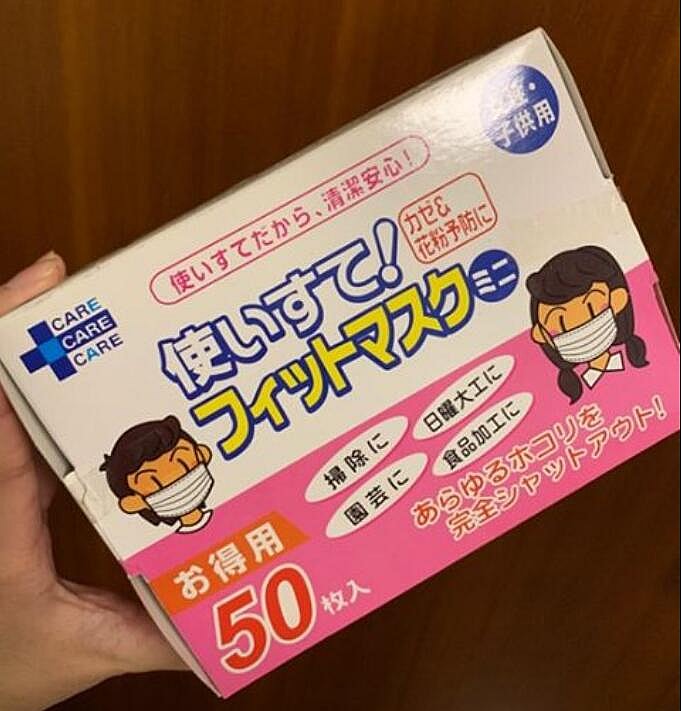 ・
子供用
使いすてだから、清潔安心!
カゼ&
花粉予防に
使いすて!
フィットマスクミニ
CARE
CARE
CARE
掃除に
日曜大工に
園芸に
食品加工に
あらゆるホコリを
完全シャットアウト!
お得用
50枚入